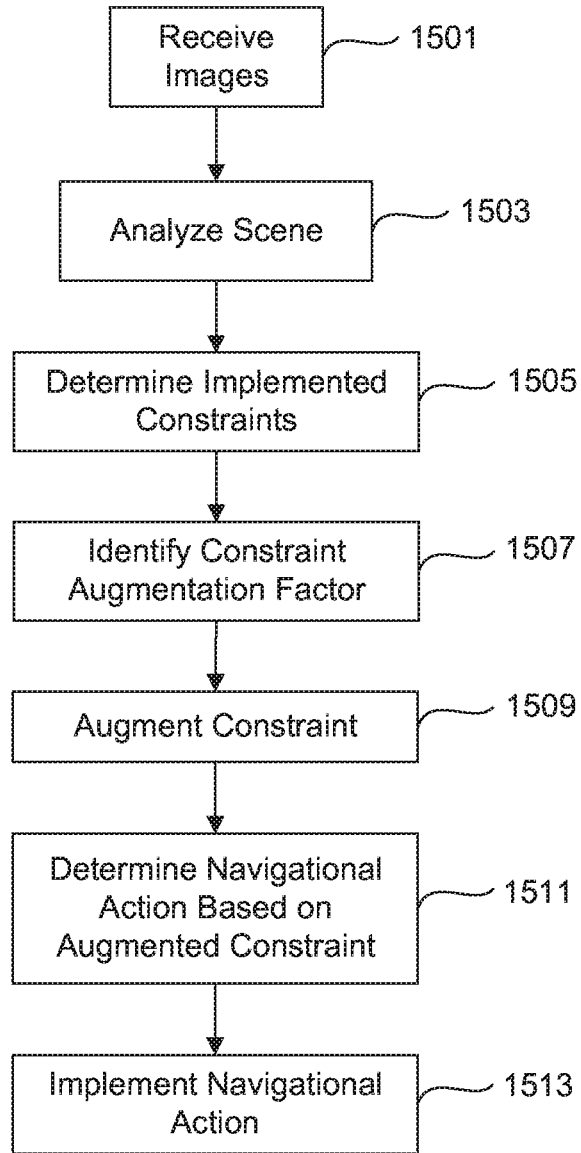 Receive
Images
1501
Analyze Scene
1503
Determine Implemented
Constraints
1505
Identify Constraint
Augmentation Factor
1507
Augment Constraint
1509
Determine Navigational
Action Based on
Augmented Constraint
1511
Implement Navigational
Action
1513